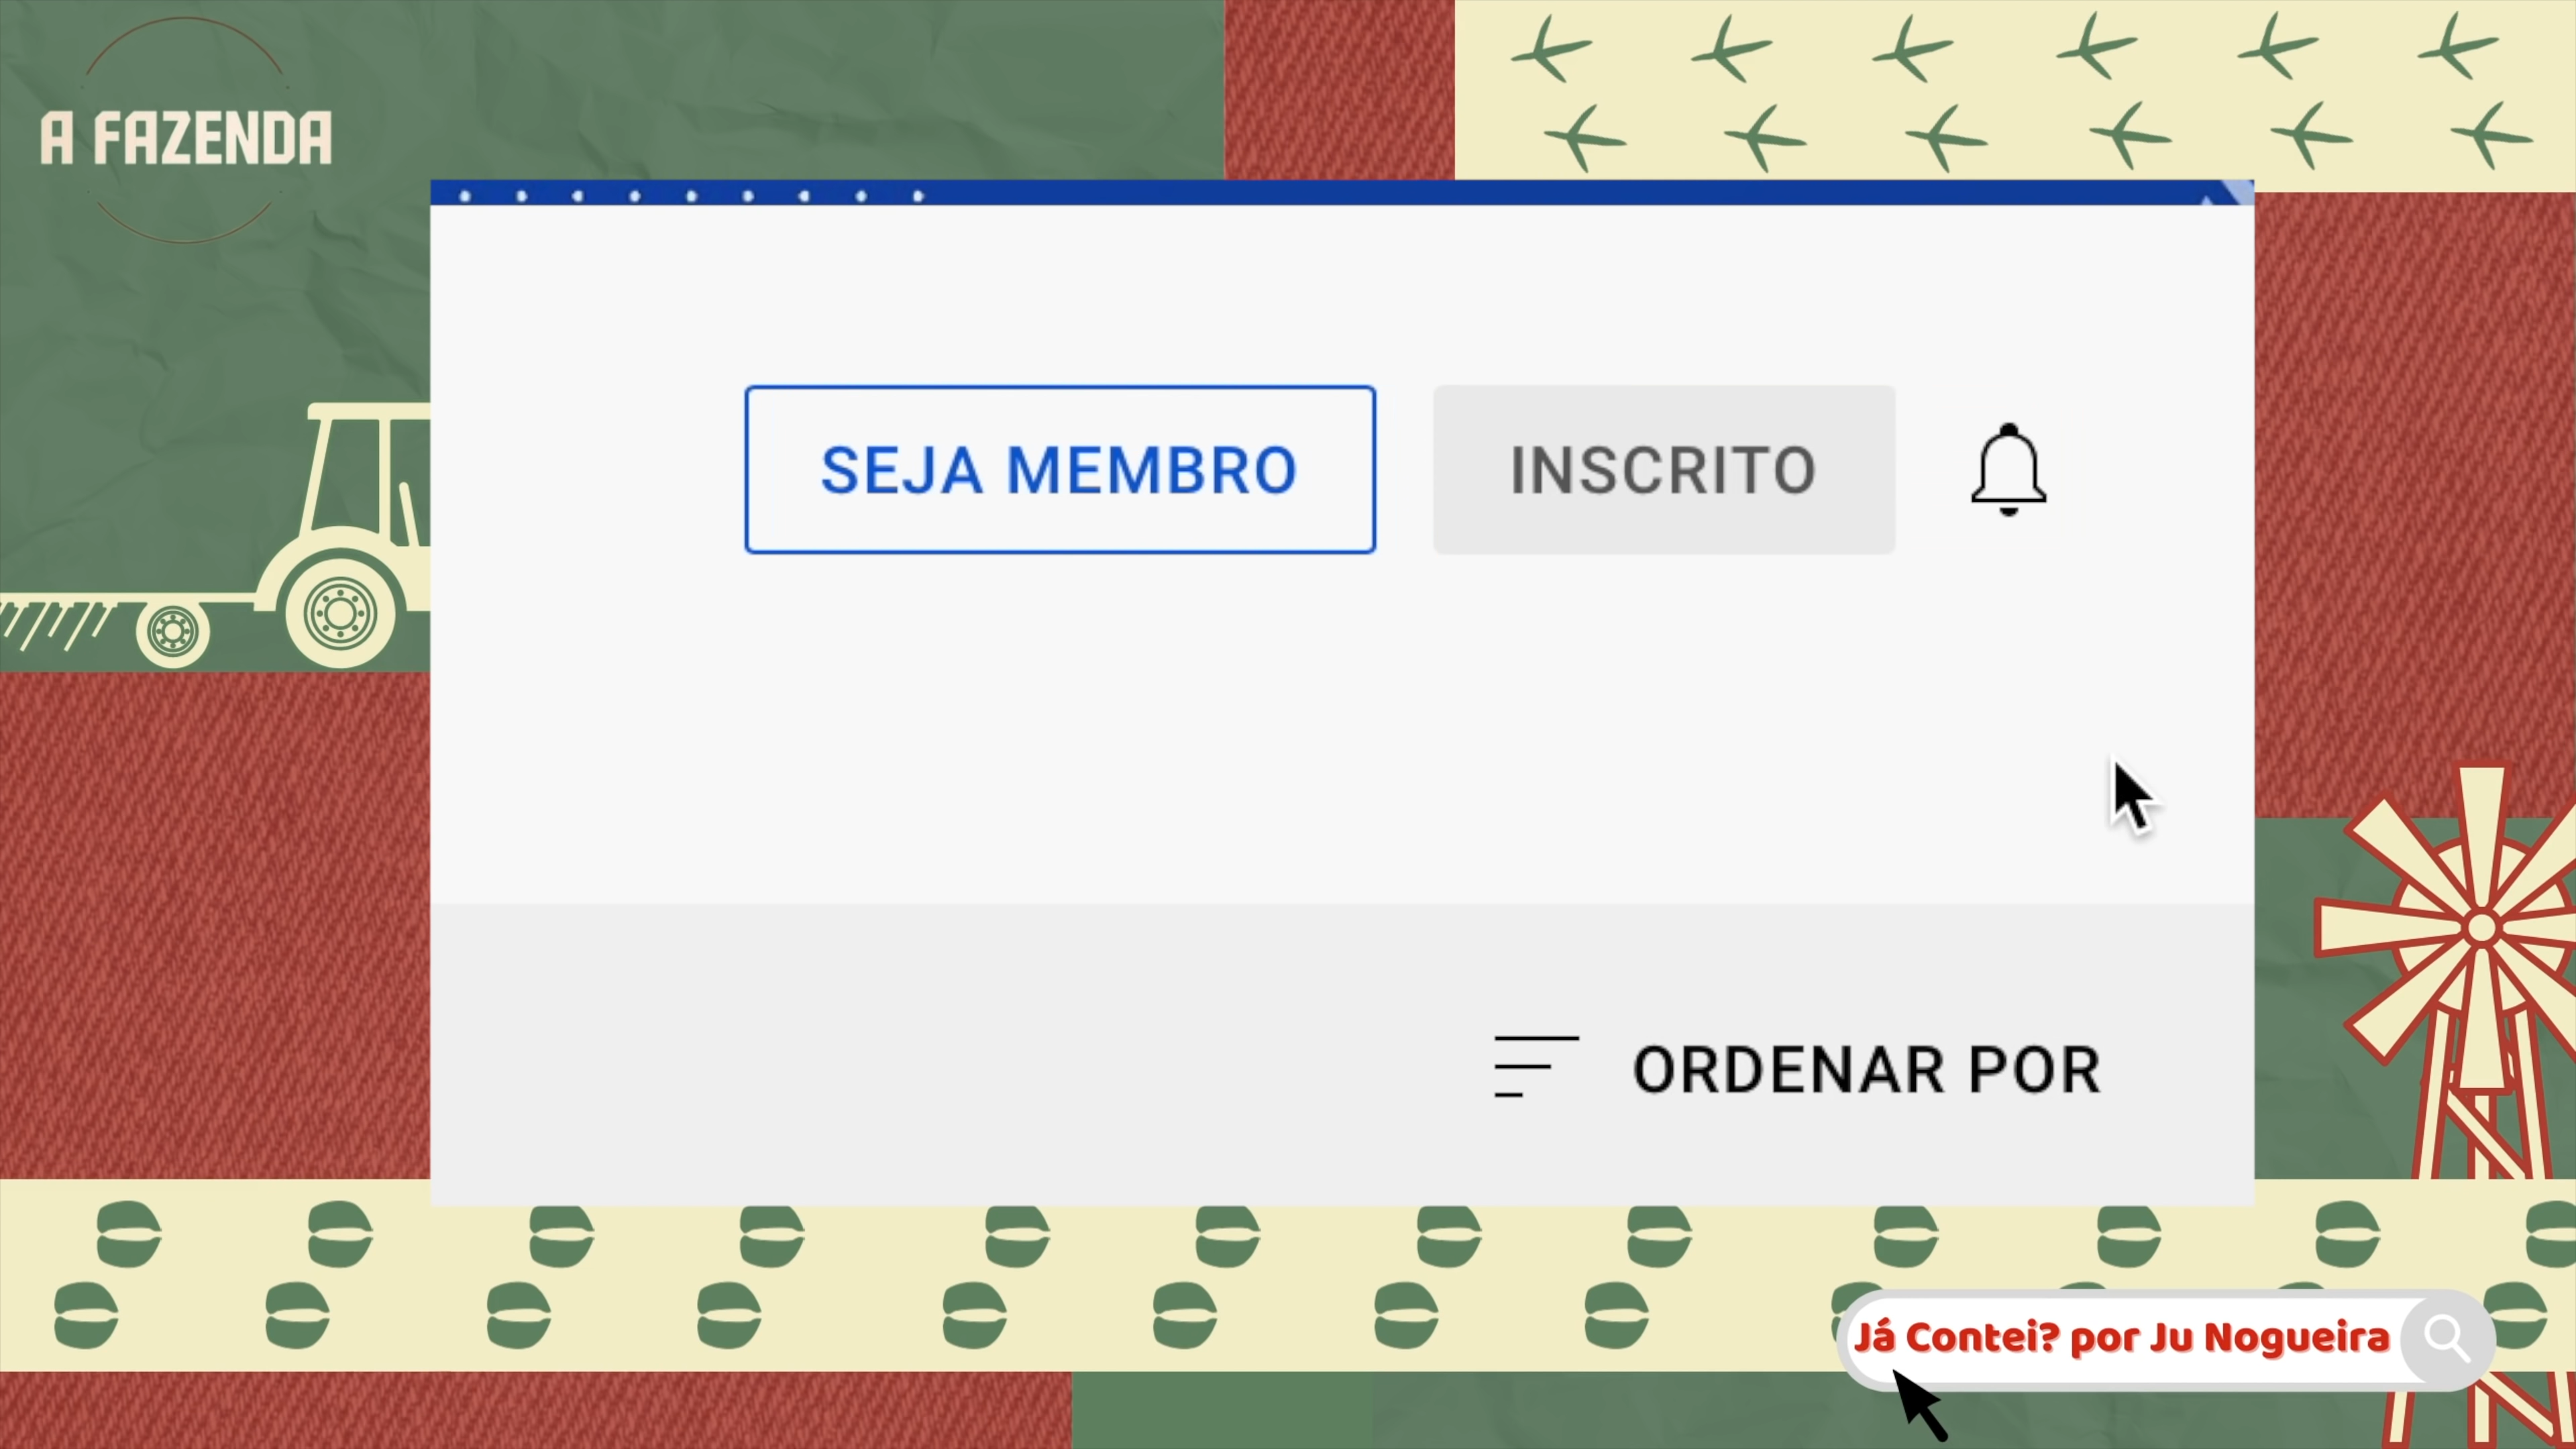 A FAZENDA
SEJA MEMBRO
INSCRITO
ORDENAR POR
Já Contei? por Ju Nogueira